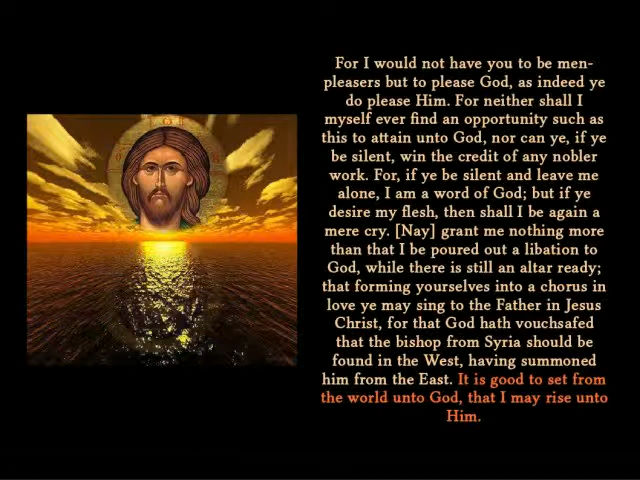 For I would not have you to be men-
pleasers but to please God, as indeed ye
do please Him. For neither shall I
myself ever find an opportunity such as
this to attain unto God, nor can ye, if ye
be silent, win the credit of any nobler
work. For, if ye be silent and leave me
alone, I am a word of God; but if ye
desire my flesh, then shall I be again a
mere cry. [Nay] grant me nothing more
than that I be poured out a libation to
God, while there is still an altar ready;
that forming yourselves into a chorus in
love ye may sing to the Father in Jesus
Christ, for that God hath vouchsafed
that the bishop from Syria should be
found in the West, having summoned
him from the East. It is good to set from
the world unto God, that I may rise unto
Him.